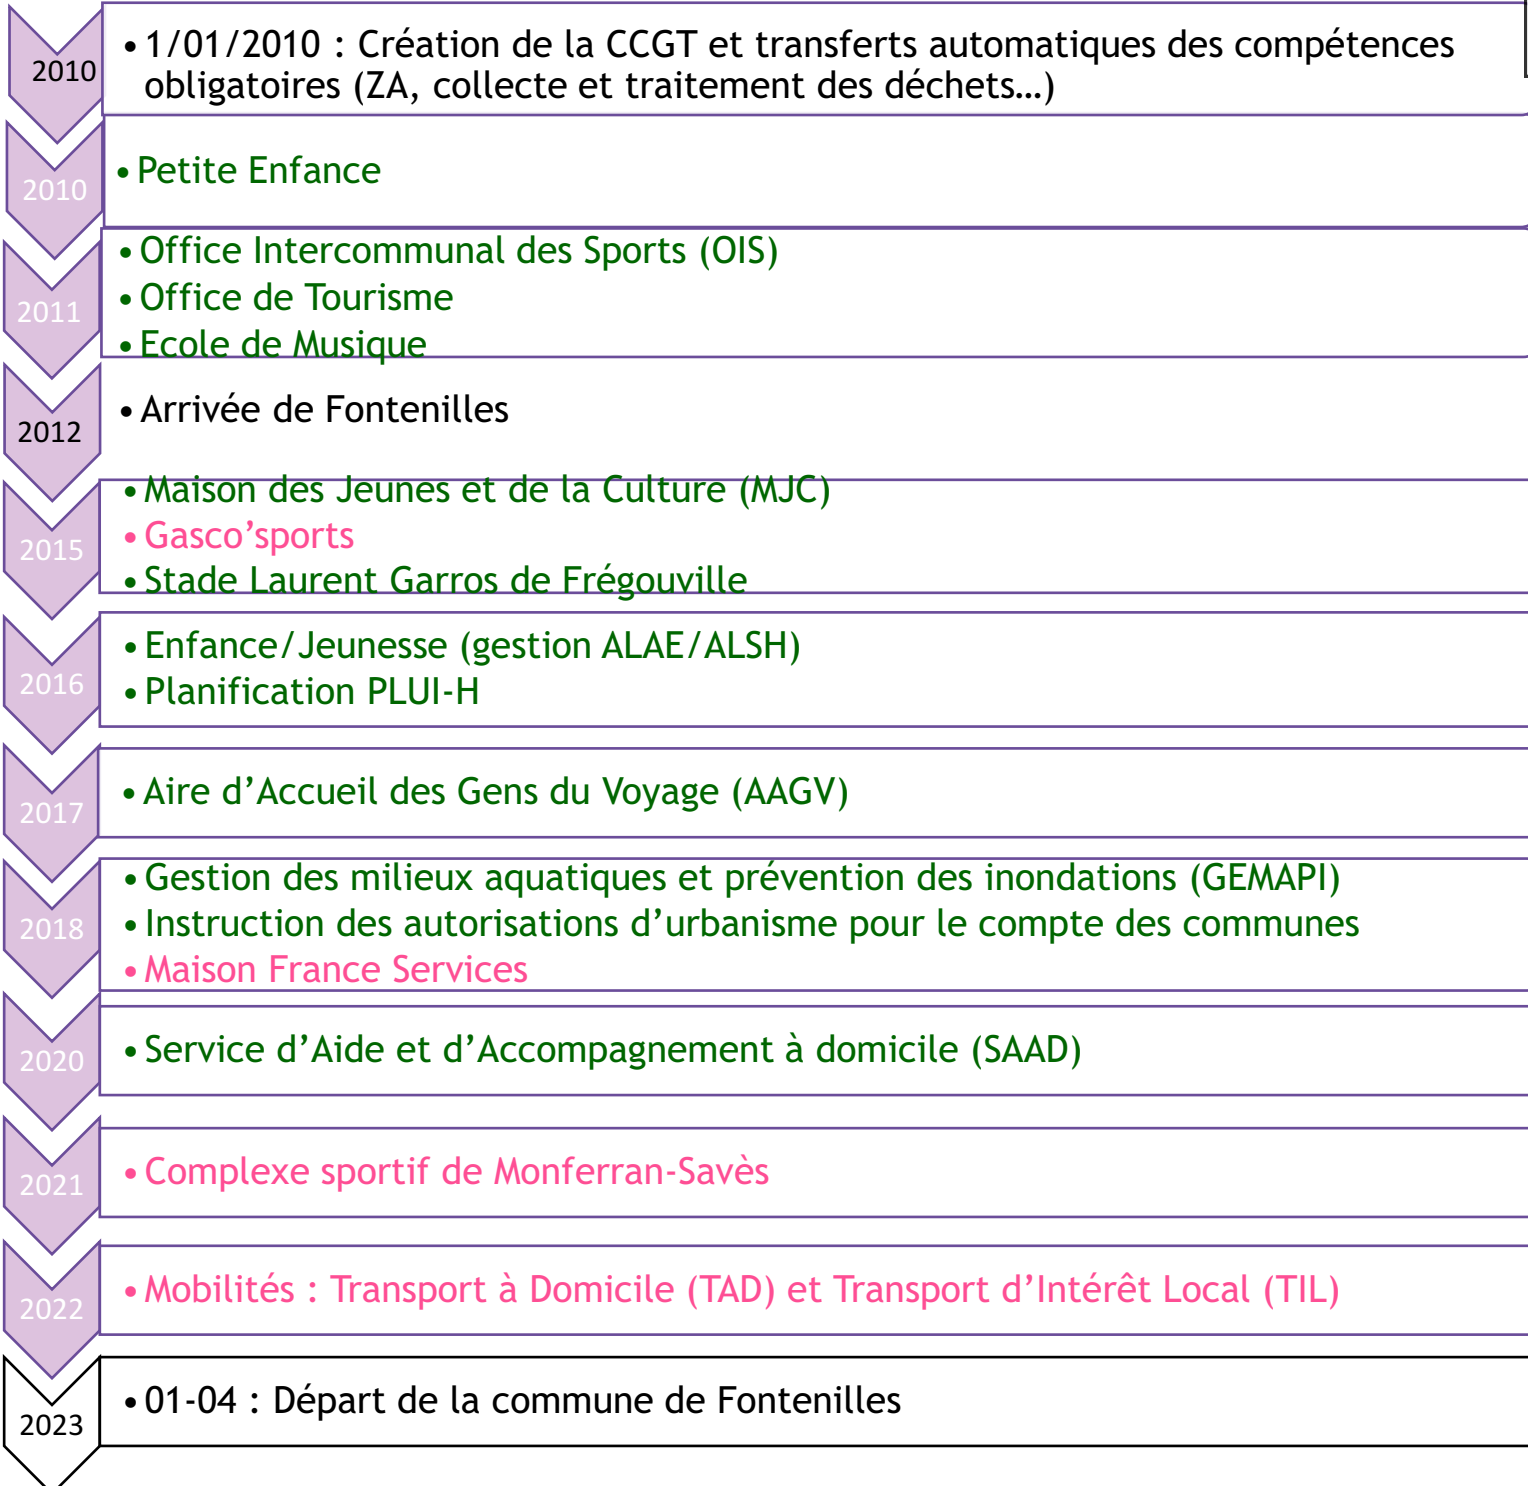 2010
• 1/01/2010 : Création de la CCGT et transferts automatiques des compétences
obligatoires (ZA, collecte et traitement des déchets…)
2010
• Petite Enfance
2011
• Office Intercommunal des Sports (OIS)
• Office de Tourisme
• Ecole de Musique
2012
• Arrivée de Fontenilles
2015
• Maison des Jeunes et de la Culture (MJC)
• Gasco’sports
• Stade Laurent Garros de Frégouville
2016
• Enfance/Jeunesse (gestion ALAE/ALSH)
• Planification PLUI-H
2017
• Aire d’Accueil des Gens du Voyage (AAGV)
2018
• Gestion des milieux aquatiques et prévention des inondations (GEMAPI)
• Instruction des autorisations d’urbanisme pour le compte des communes
• Maison France Services
2020
• Service d’Aide et d’Accompagnement à domicile (SAAD)
2021
• Complexe sportif de Monferran-Savès
2022
• Mobilités : Transport à Domicile (TAD) et Transport d’Intérêt Local (TIL)
2023
• 01-04 : Départ de la commune de Fontenilles